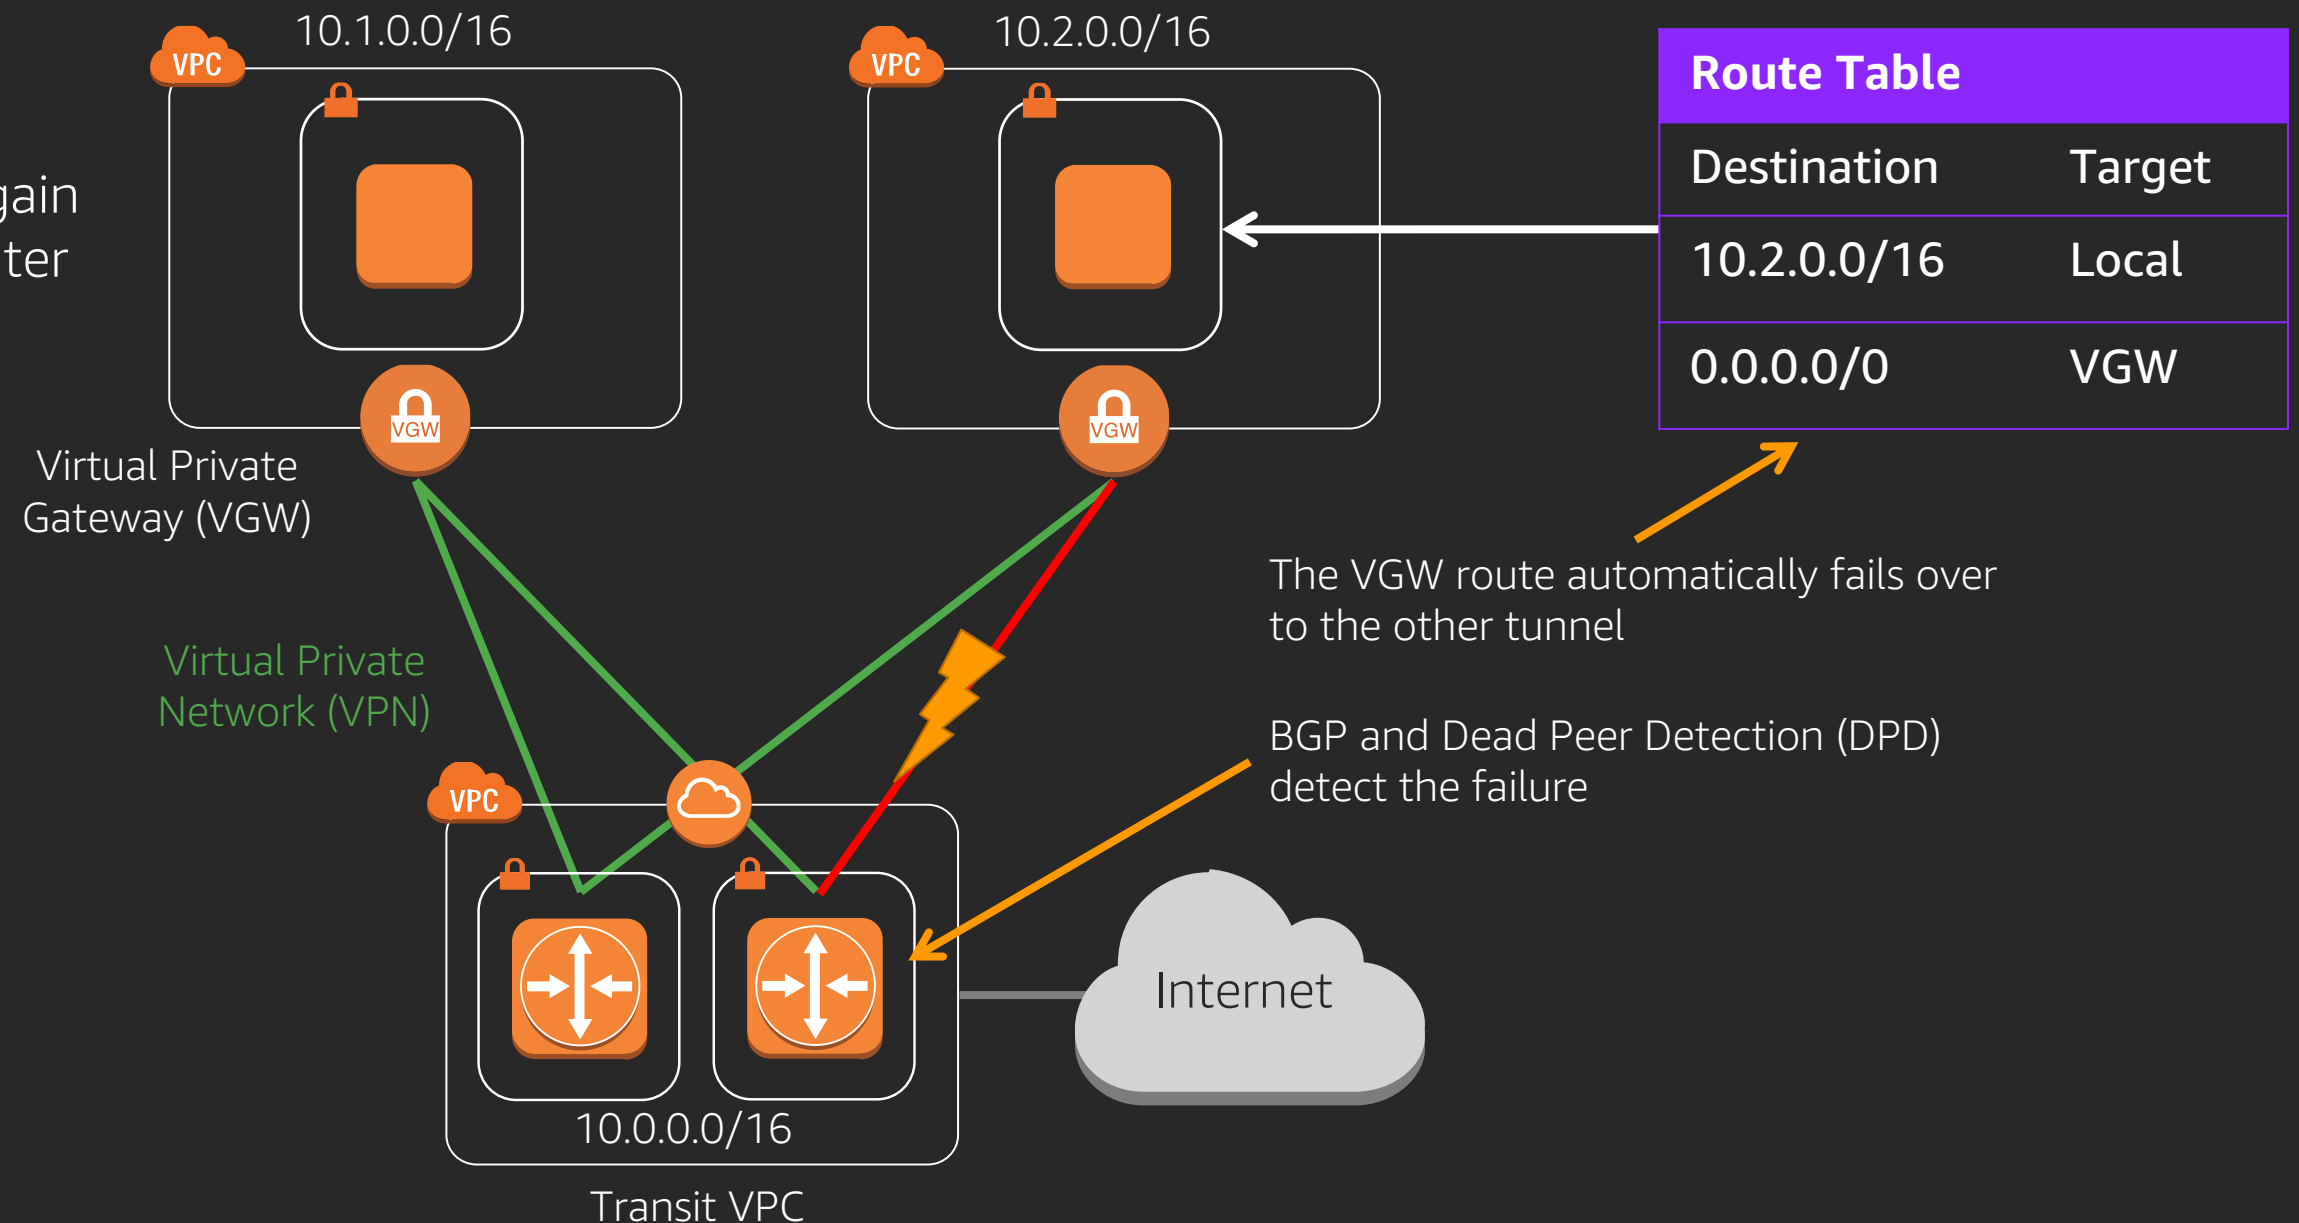 10.1.0.0/16
10.2.0.0/16
VPC
VPC
Route Table
Destination Target
10.2.0.0/16 Local
0.0.0.0/0 VGW
VGW
VGW
Virtual Private
Gateway (VGW)
The VGW route automatically fails over
to the other tunnel
Virtual Private
Network (VPN)
BGP and Dead Peer Detection (DPD)
detect the failure
VPC
Internet
10.0.0.0/16
Transit VPC